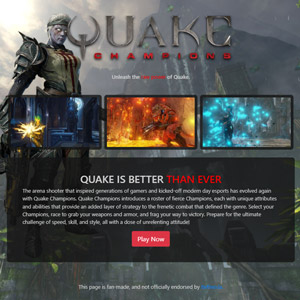 QUAKE
CHAMPIONS
Unleash the of Quake.
QUAKE IS BETTER THAN EVER
The arena shooter that inspired generations of gamers and kicked-off modern day esports has evolved again
with Quake Champions. Quake Champions introduces a roster of fierce Champions, each with unique attributes
and abilities that provide an added layer of strategy to the frenetic combat that defined the genre. Select your
Champions, race to grab your weapons and armor, and frag your way to victory. Prepare for the ultimate
challenge of speed, skill, and style, all with a dose of unrelenting attitude!
Play Now
This page is fan-made, and not officially endorsed by